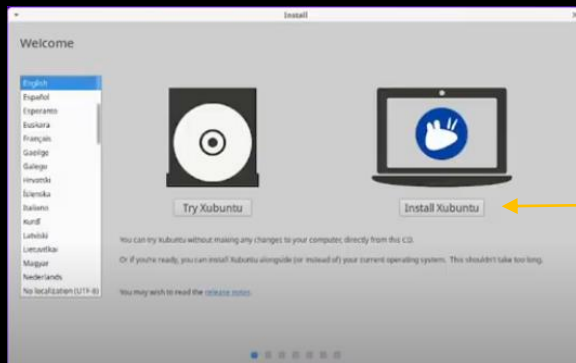 Install
Welcome
English
Español
Esperanto
Euskara
Français
Gaeilge
Galego
Hrvatski
Íslenska
Italiano
Kurdî
Latviski
Lietuviškai
Magyar
Nederlands
No localization (UTF-8)
Try Xubuntu
Install Xubuntu
You can try Xubuntu without making any changes to your computer, directly from this CD.
Or if you're ready, you can install Xubuntu alongside (or instead of) your current operating system. This shouldn't take too long.
You may wish to read the release notes.